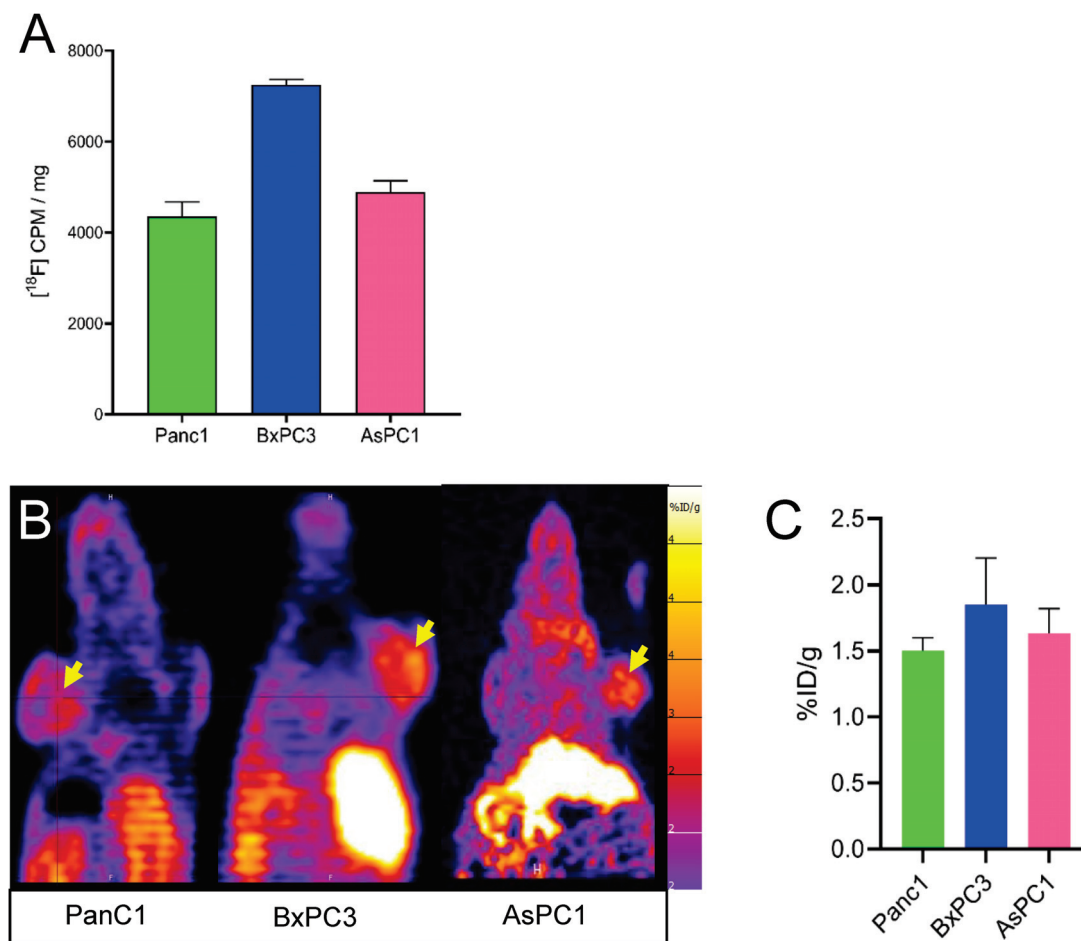 A
8000
6000
4000
2000
0
[¹⁸F] CPM / mg
Panc1 BxPC3 AsPC1
B
H
H
%ID/g
4
4
4
3
2
2
2
F
F
H
PanC1 BxPC3 AsPC1
C
2.5
2.0
1.5
1.0
0.5
0.0
%ID/g
Panc1
BxPC3
AsPC1